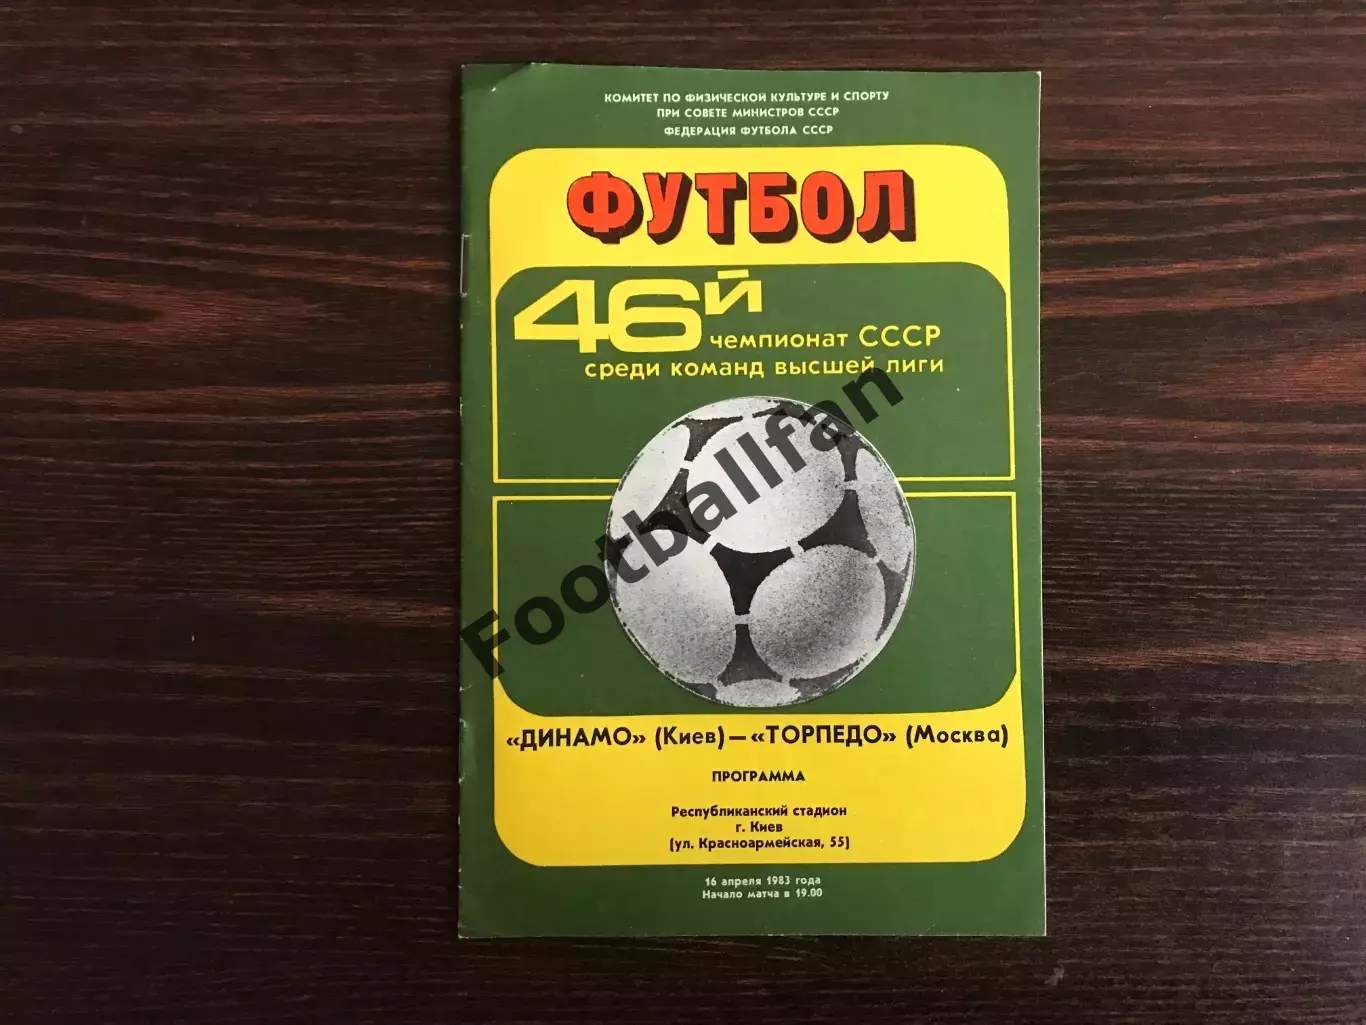 КОМИТЕТ ПО ФИЗИЧЕСКОЙ КУЛЬТУРЕ И СПОРТУ
ПРИ СОВЕТЕ МИНИСТРОВ СССР
ФЕДЕРАЦИЯ ФУТБОЛА СССР
ФУТБОЛ
46й
чемпионат СССР
среди команд высшей лиги
Footballfan
«ДИНАМО» (Киев) — «ТОРПЕДО» (Москва)
ПРОГРАММА
Республиканский стадион
г. Киев
(ул. Красноармейская, 55)
16 апреля 1983 года
Начало матча в 19.00